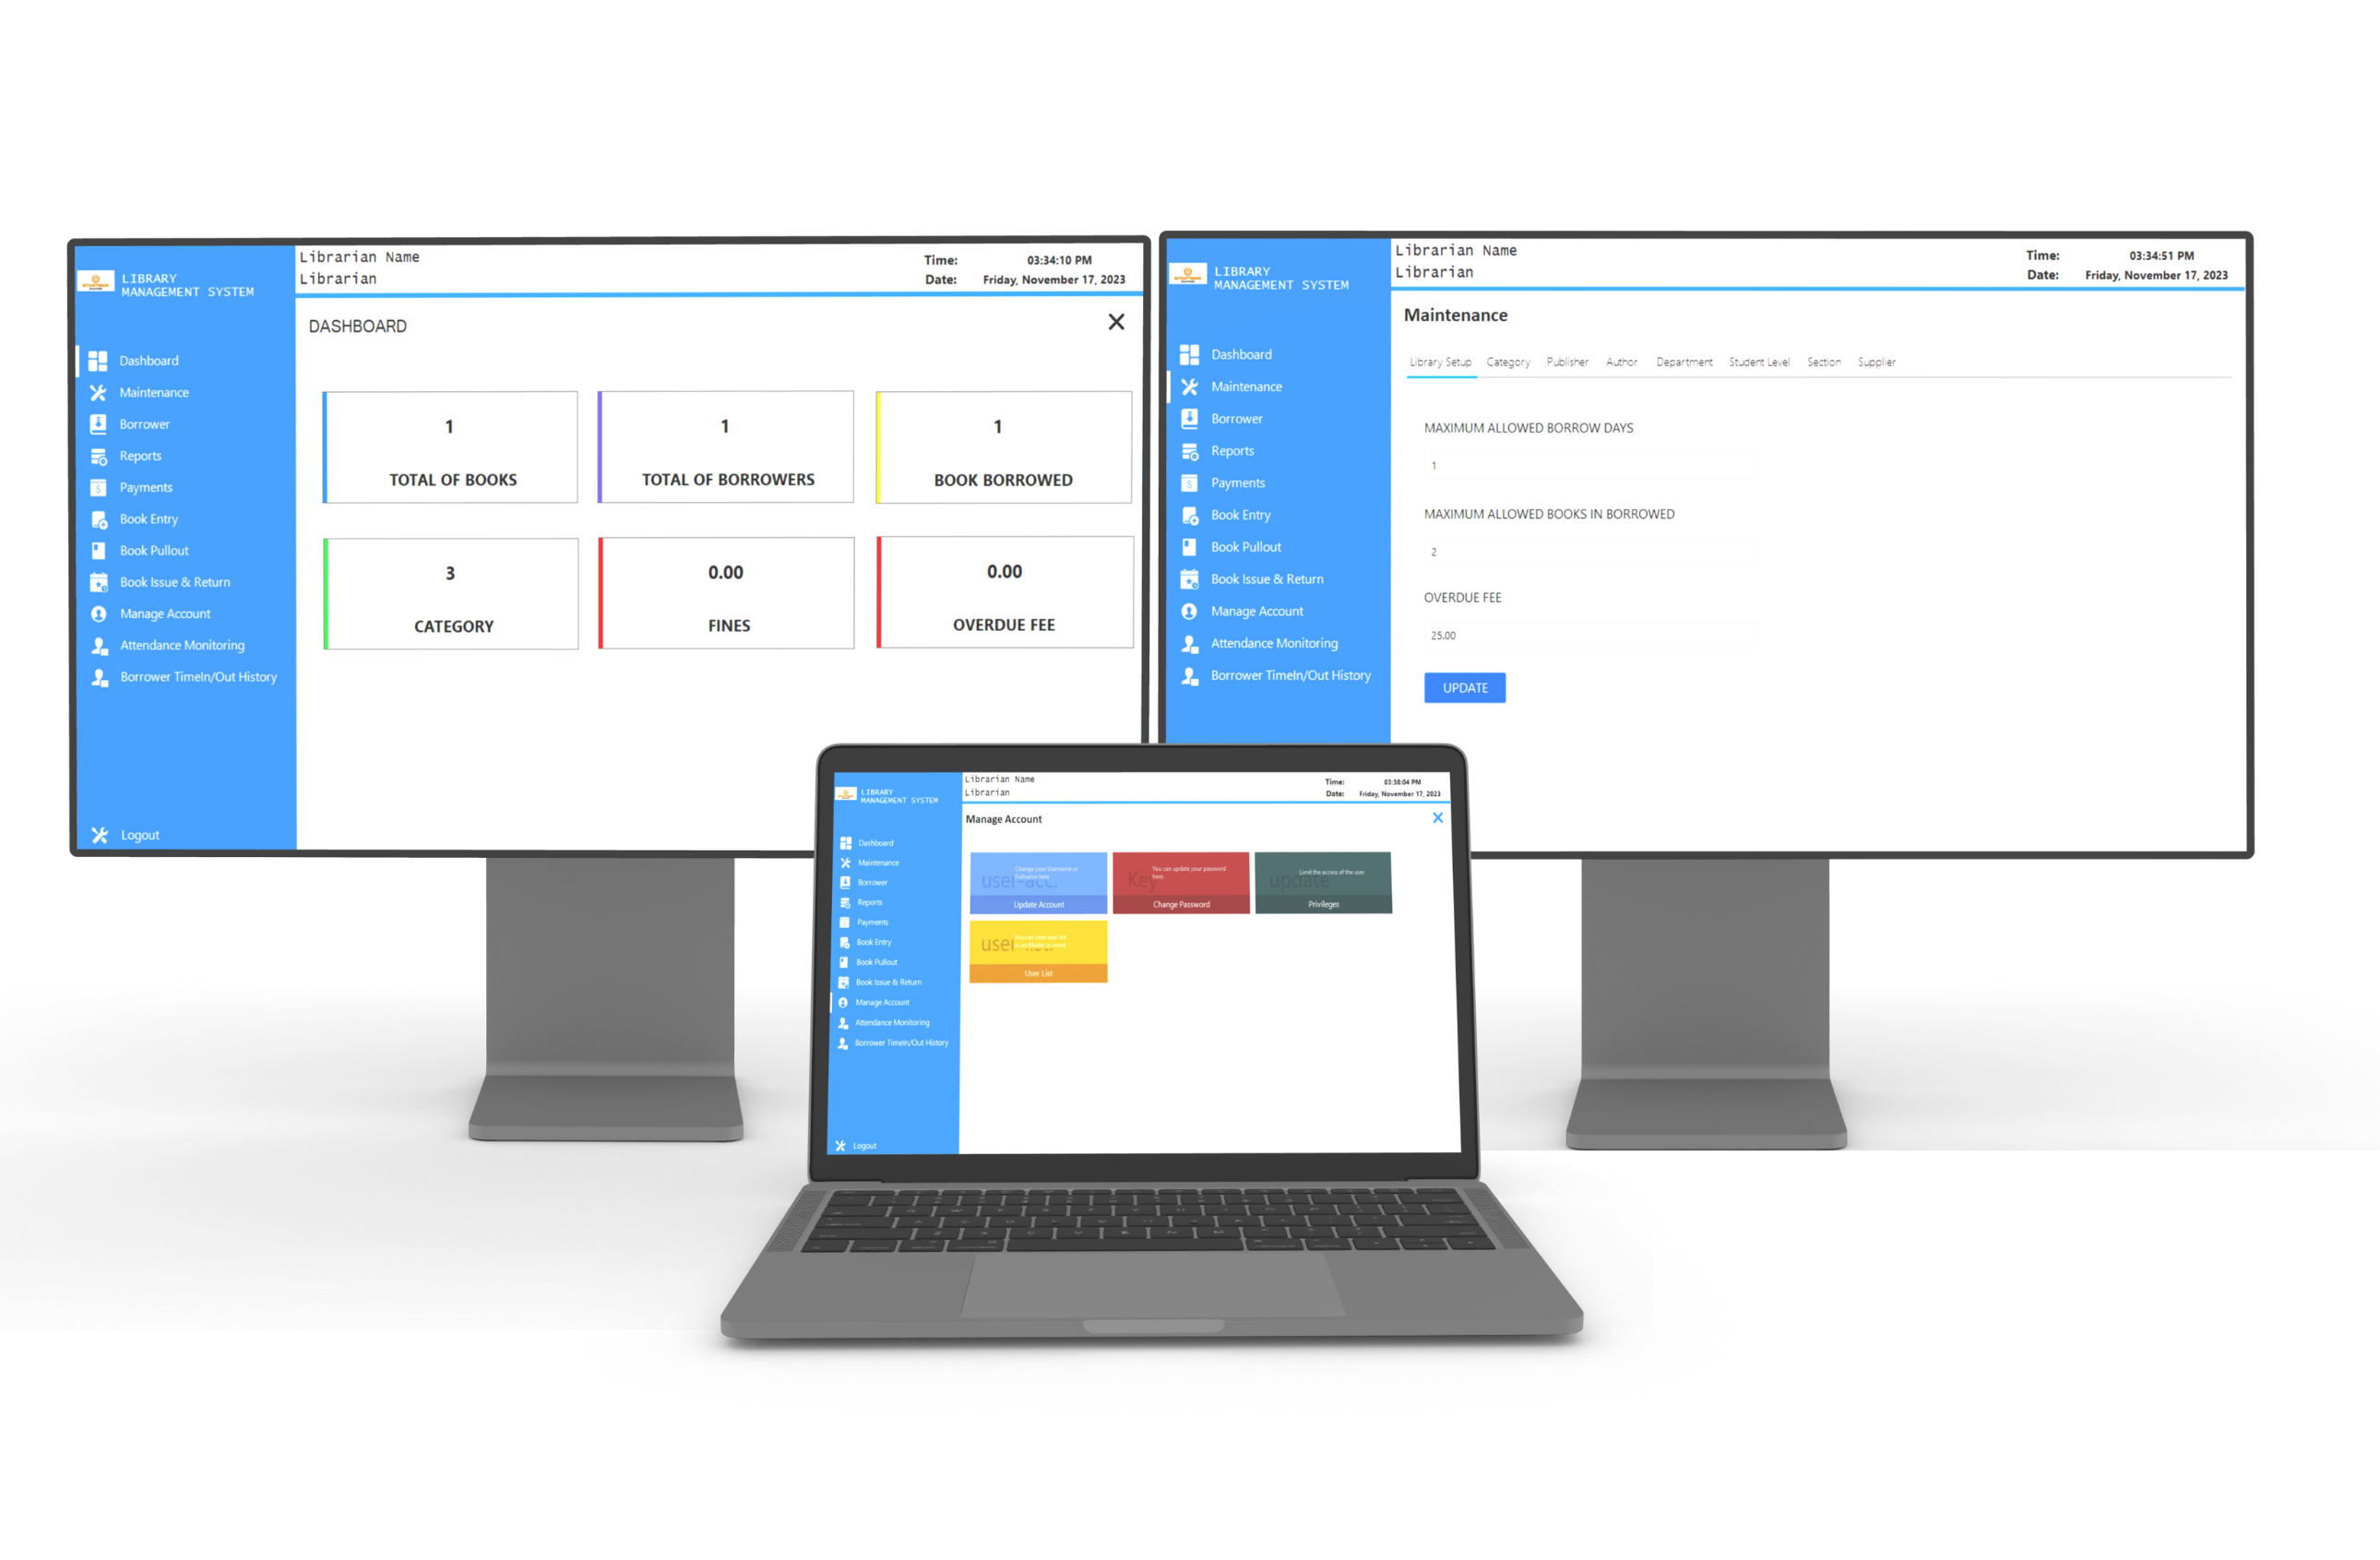 LIBRARY
MANAGEMENT SYSTEM
Dashboard
Maintenance
Borrower
Reports
Payments
Book Entry
Book Pullout
Book Issue & Return
Manage Account
Attendance Monitoring
Borrower TimeIn/Out History
Logout
Librarian Name
Librarian
Time: 03:34:10 PM
Date: Friday, November 17, 2023
DASHBOARD
1
TOTAL OF BOOKS
1
TOTAL OF BORROWERS
1
BOOK BORROWED
3
CATEGORY
0.00
FINES
0.00
OVERDUE FEE
LIBRARY
MANAGEMENT SYSTEM
Dashboard
Maintenance
Borrower
Reports
Payments
Book Entry
Book Pullout
Book Issue & Return
Manage Account
Attendance Monitoring
Borrower TimeIn/Out History
Librarian Name
Librarian
Time: 03:34:51 PM
Date: Friday, November 17, 2023
Maintenance
Library Setup Category Publisher Author Department Student Level Section Supplier
MAXIMUM ALLOWED BORROW DAYS
1
MAXIMUM ALLOWED BOOKS IN BORROWED
2
OVERDUE FEE
25.00
UPDATE
LIBRARY
MANAGEMENT SYSTEM
Dashboard
Maintenance
Borrower
Reports
Payments
Book Entry
Book Pullout
Book Issue & Return
Manage Account
Attendance Monitoring
Borrower TimeIn/Out History
Logout
Librarian Name
Librarian
Time: 03:38:04 PM
Date: Friday, November 17, 2023
Manage Account
Change your Username or
Fullname here
user-acc.
Update Account
You can update your password
here.
Key
Change Password
Limit the access of the user
update
Privileges
You can view user list
user
User List